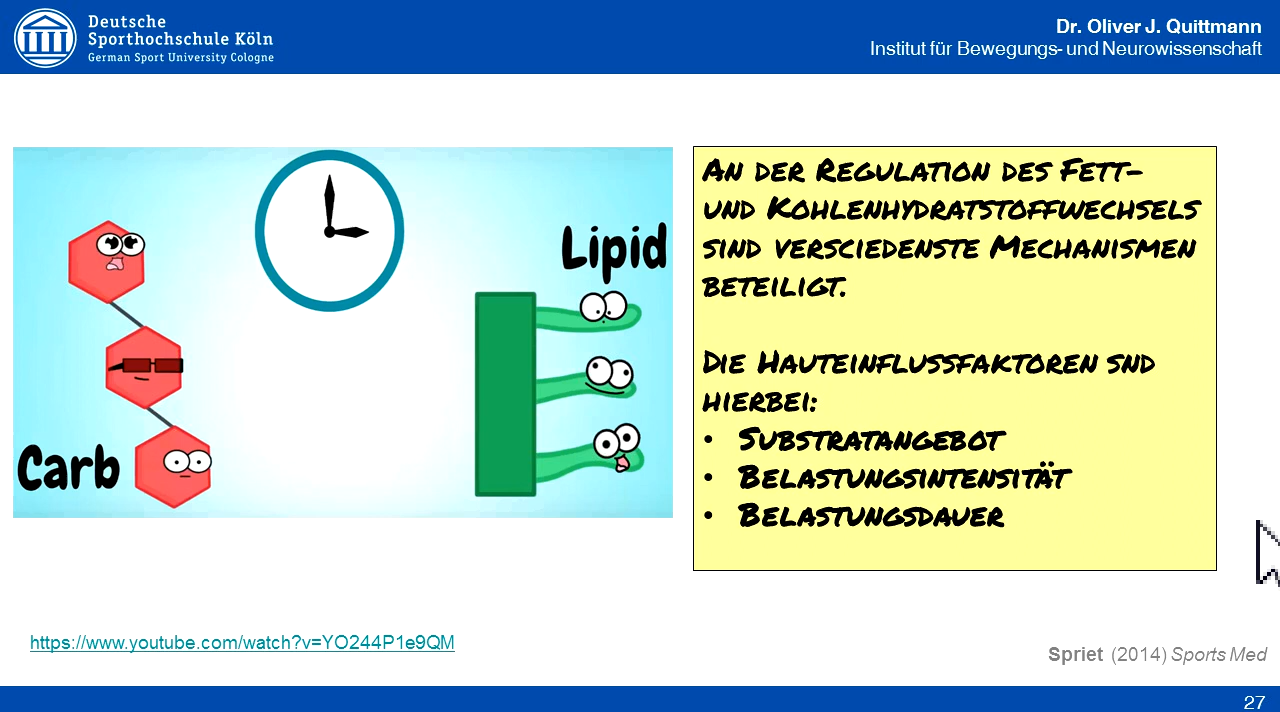 Deutsche
Sporthochschule Köln
German Sport University Cologne
Dr. Oliver J. Quittmann
Institut für Bewegungs- und Neurowissenschaft
Carb
Lipid
An der Regulation des Fett-
und Kohlenhydratstoffwechsels
sind versciedenste Mechanismen
beteiligt.
Die Hauteinflussfaktoren snd
hierbei:
• Substratangebot
• Belastungsintensität
• Belastungsdauer
https://www.youtube.com/watch?v=YO244P1e9QM
Spriet (2014) Sports Med
27